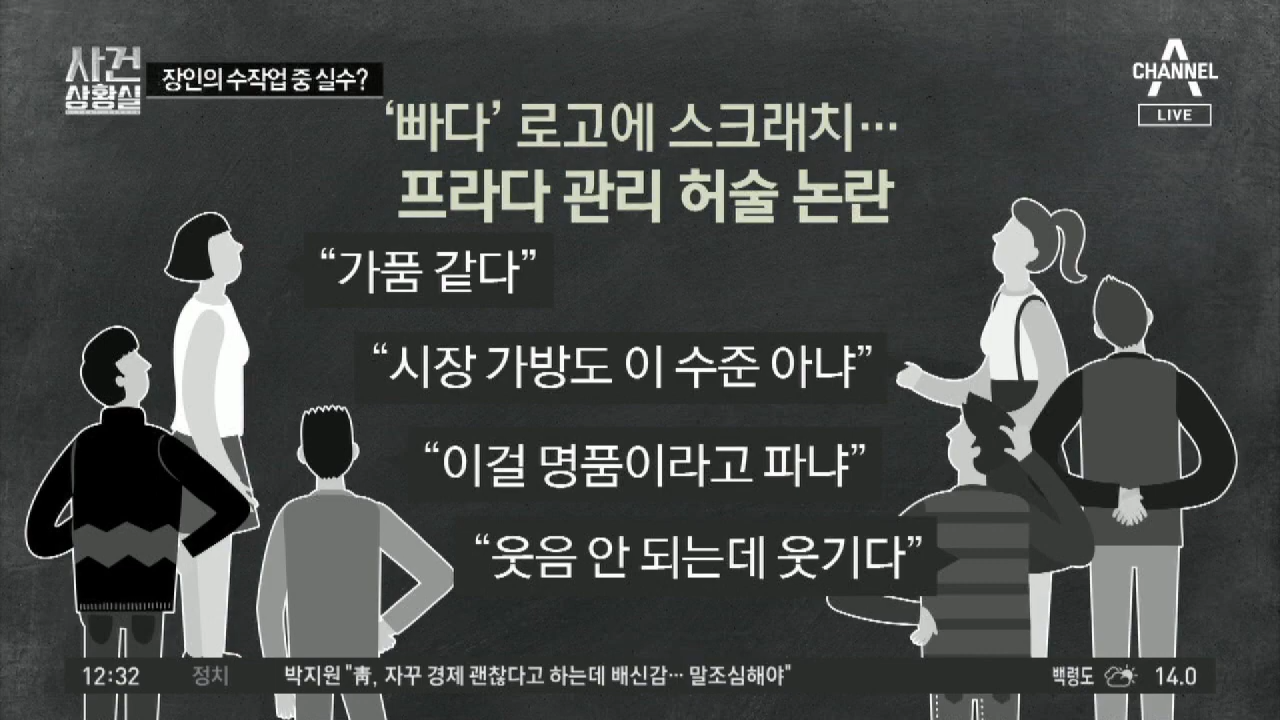 사건
상황실
장인의 수작업 중 실수?
CHANNEL A
LIVE
‘빠다’ 로고에 스크래치…
프라다 관리 허술 논란
“가품 같다”
“시장 가방도 이 수준 아냐”
“이걸 명품이라고 파냐”
“웃음 안 되는데 웃기다”
12:32 정치 박지원 "靑, 자꾸 경제 괜찮다고 하는데 배신감… 말조심해야" 백령도 14.0